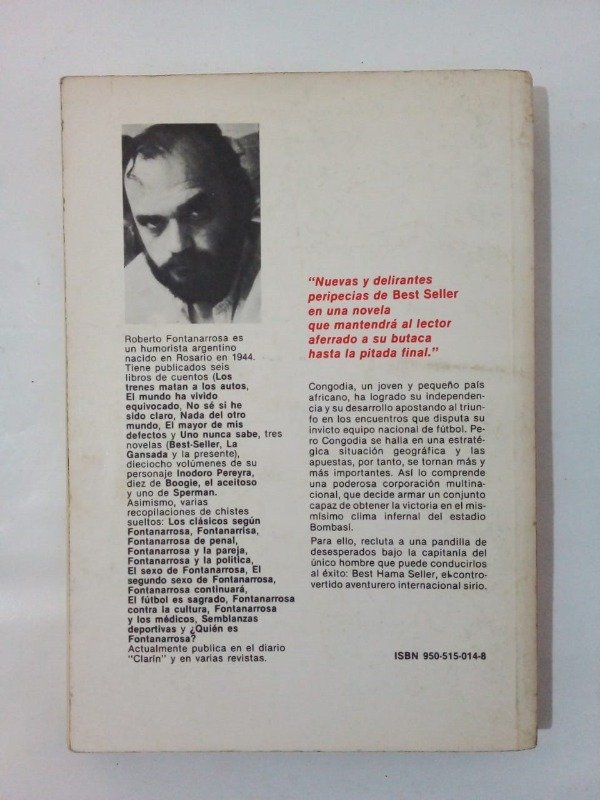 Roberto Fontanarrosa es
un humorista argentino
nacido en Rosario en 1944.
Tiene publicados seis
libros de cuentos (Los
trenes matan a los autos,
El mundo ha vivido
equivocado, No sé si he
sido claro, Nada del otro
mundo, El mayor de mis
defectos y Uno nunca sabe, tres
novelas (Best-Seller, La
Gansada y la presente),
dieciocho volúmenes de su
personaje Inodoro Pereyra,
diez de Boogie, el aceitoso
y uno de Sperman.
Asimismo, varias
recopilaciones de chistes
sueltos: Los clásicos según
Fontanarrosa, Fontanarrisa,
Fontanarrosa de penal,
Fontanarrosa y la pareja,
Fontanarrosa y la política,
El sexo de Fontanarrosa, El
segundo sexo de Fontanarrosa,
Fontanarrosa continuará,
El fútbol es sagrado, Fontanarrosa
contra la cultura, Fontanarrosa
y los médicos, Semblanzas
deportivas y ¿Quién es
Fontanarrosa?
Actualmente publica en el diario
"Clarín" y en varias revistas.
"Nuevas y delirantes
peripecias de Best Seller
en una novela
que mantendrá al lector
aferrado a su butaca
hasta la pitada final."
Congodia, un joven y pequeño país
africano, ha logrado su independen-
cia y su desarrollo apostando al triun-
fo en los encuentros que disputa su
invicto equipo nacional de fútbol. Pe-
ro Congodia se halla en una estraté-
gica situación geográfica y las
apuestas, por tanto, se tornan más y
más importantes. Así lo comprende
una poderosa corporación multina-
cional, que decide armar un conjunto
capaz de obtener la victoria en el mis-
mísimo clima infernal del estadio
Bombasi.
Para ello, recluta a una pandilla de
desesperados bajo la capitanía del
único hombre que puede conducirlos
al éxito: Best Hama Seller, el contro-
vertido aventurero internacional sirio.
ISBN 950-515-014-8